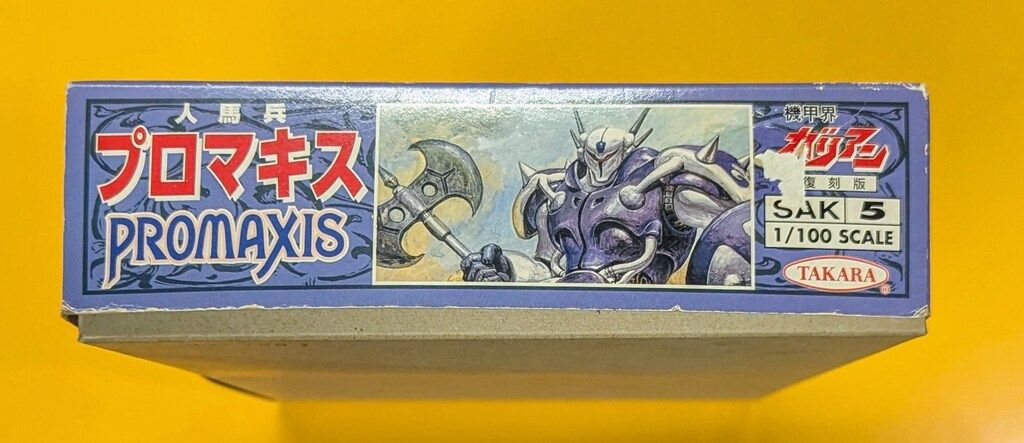 人馬兵
プロマキス
PROMAXIS
機甲界
ガリアン
復刻版
SAK 5
1/100 SCALE
TAKARA